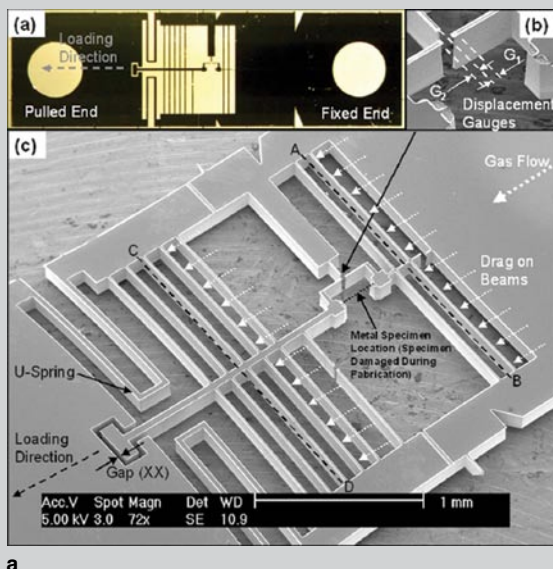 (a)
Loading
Direction
Pulled End
Fixed End
(b)
G₁
G₂
Displacement
Gauges
(c)
A
Gas Flow
C
Drag on
Beams
Metal Specimen
Location (Specimen
Damaged During
Fabrication)
U-Spring
B
Loading
Direction
Gap (XX)
D
Acc.V Spot Magn Det WD
5.00 kV 3.0 72x SE 10.9
1 mm
a